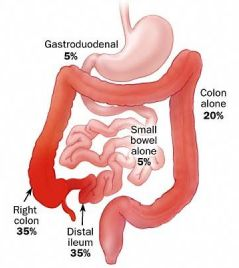 Gastroduodenal
5%
Colon
alone
20%
Small
bowel
alone
5%
Right
colon
35%
Distal
ileum
35%